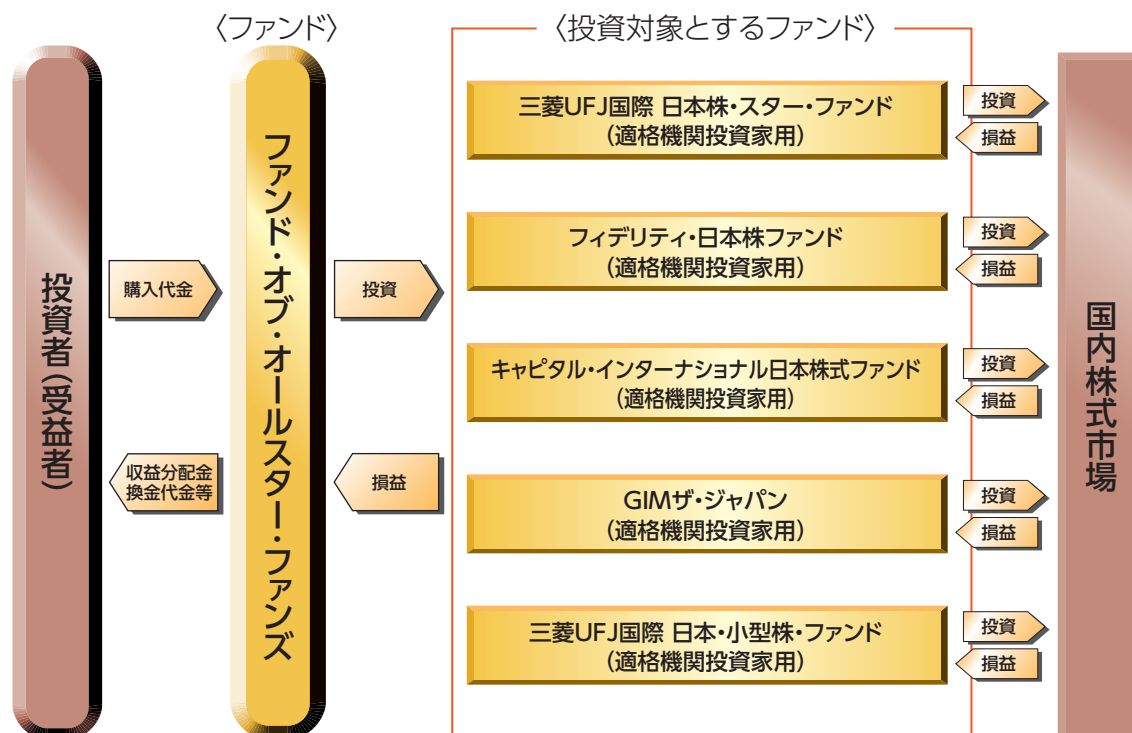 〈ファンド〉
〈投資対象とするファンド〉
投資者(受益者)
購入代金
収益分配金
換金代金等
ファンド・オブ・オールスター・ファンズ
投資
損益
三菱UFJ国際 日本株・スター・ファンド
(適格機関投資家用)
投資
損益
フィデリティ・日本株ファンド
(適格機関投資家用)
投資
損益
キャピタル・インターナショナル日本株式ファンド
(適格機関投資家用)
投資
損益
GIMザ・ジャパン
(適格機関投資家用)
投資
損益
三菱UFJ国際 日本・小型株・ファンド
(適格機関投資家用)
投資
損益
国内株式市場